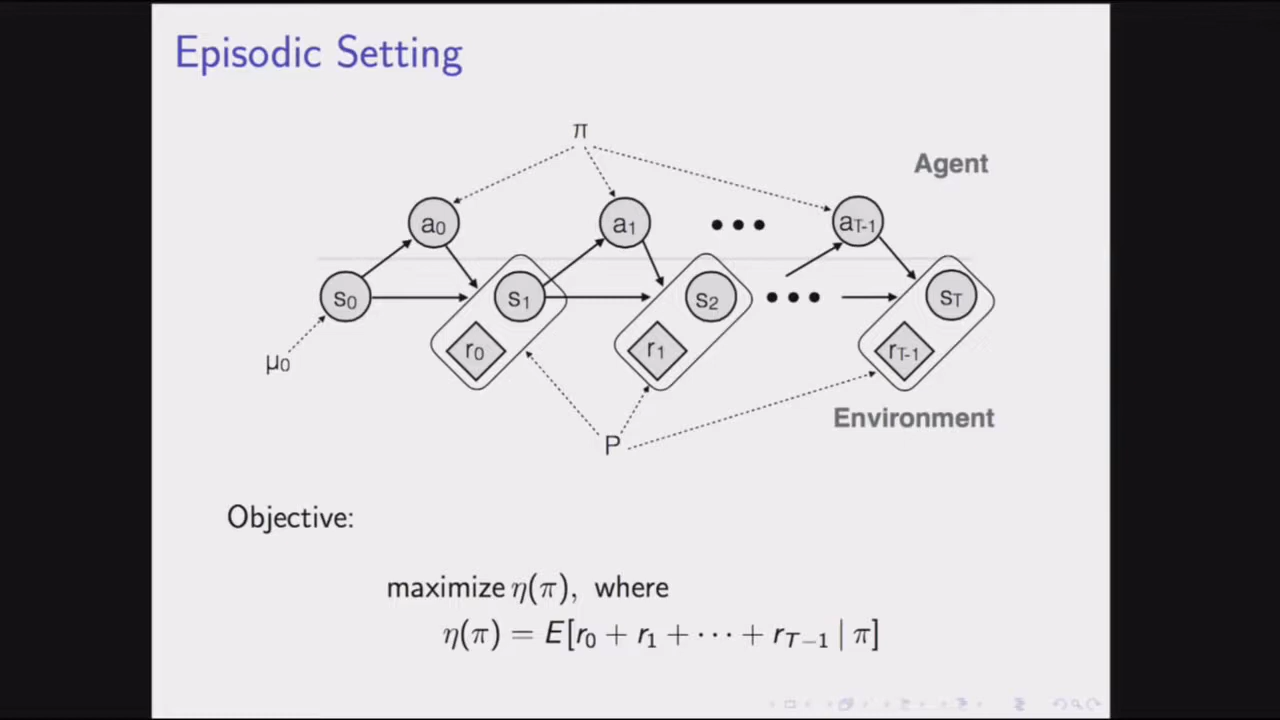 Episodic Setting
π
Agent
a₀ a₁ ••• a_T-1
s₀ s₁ s₂ ••• s_T
r₀ r₁ r_T-1
μ₀
Environment
P
Objective:
maximize η(π), where
η(π) = E[r₀ + r₁ + ··· + r_T−1 | π]